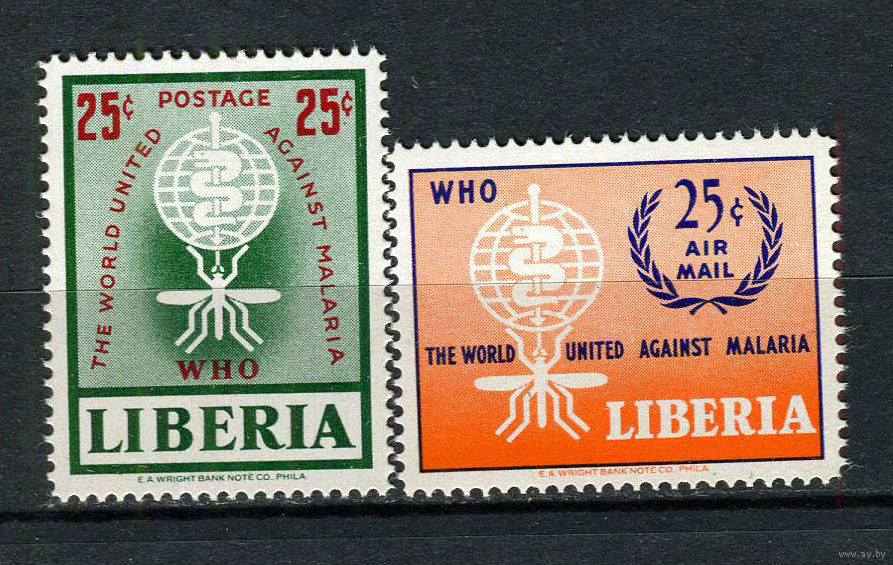 25¢ POSTAGE 25¢
THE WORLD UNITED AGAINST MALARIA
WHO
LIBERIA
E.A. WRIGHT BANK NOTE CO., PHILA.
WHO
25¢
AIR
MAIL
THE WORLD UNITED AGAINST MALARIA
LIBERIA
E.A. WRIGHT BANK NOTE CO., PHILA.
www.ay.by